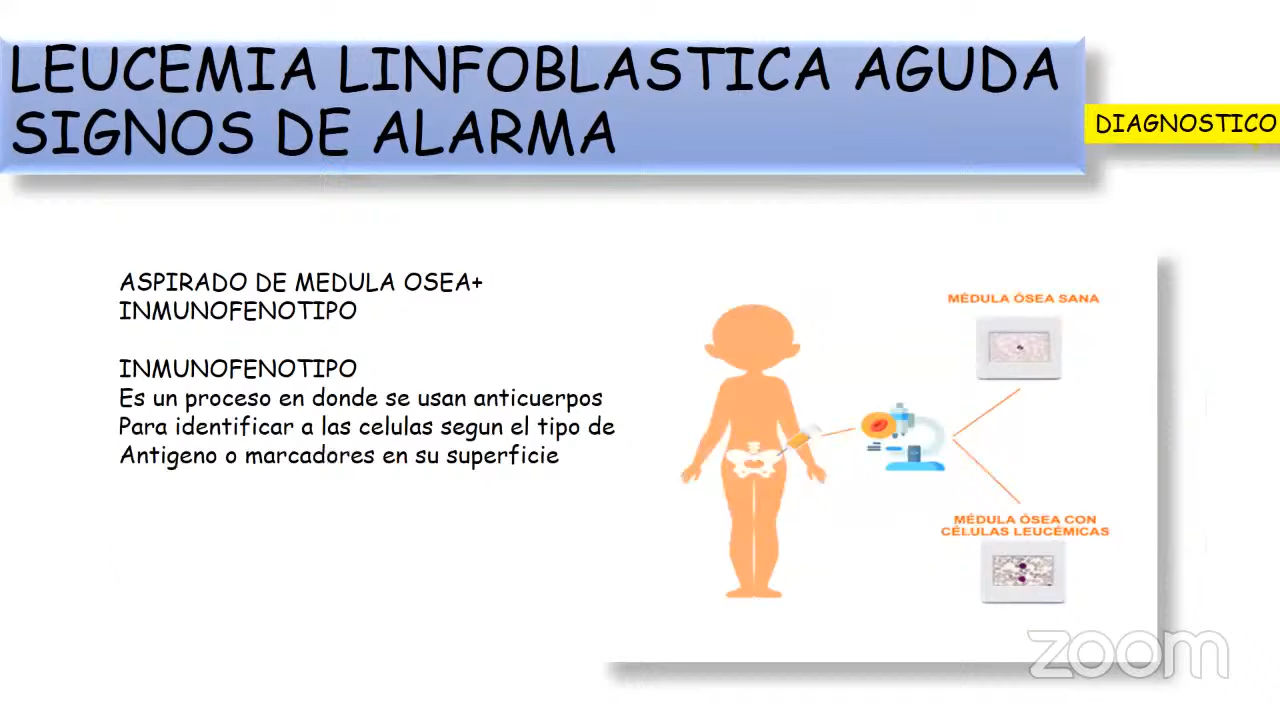 LEUCEMIA LINFOBLASTICA AGUDA
SIGNOS DE ALARMA
DIAGNOSTICO
ASPIRADO DE MEDULA OSEA+
INMUNOFENOTIPO
INMUNOFENOTIPO
Es un proceso en donde se usan anticuerpos
Para identificar a las celulas segun el tipo de
Antigeno o marcadores en su superficie
MÉDULA ÓSEA SANA
MÉDULA ÓSEA CON
CÉLULAS LEUCÉMICAS
zoom